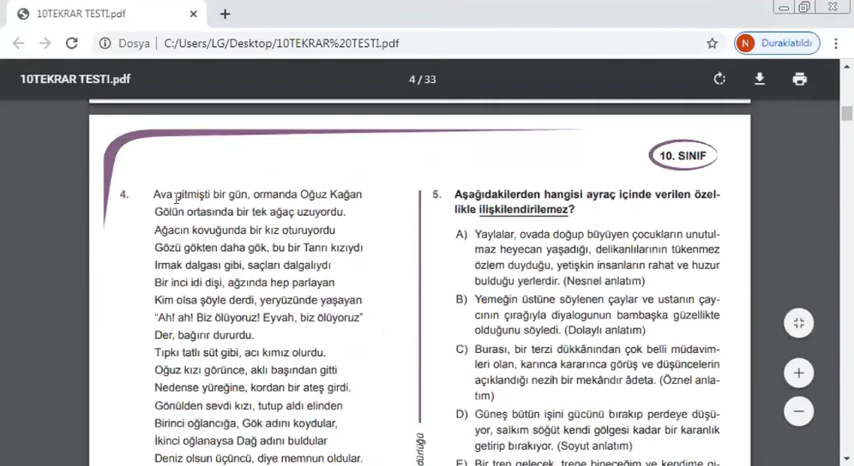 10TEKRAR TESTI.pdf
Dosya | C:/Users/LG/Desktop/10TEKRAR%20TESTI.pdf
N Duraklatıldı
10TEKRAR TESTI.pdf
4 / 33
10. SINIF
4. Ava gitmişti bir gün, ormanda Oğuz Kağan
Gölün ortasında bir tek ağaç uzuyordu.
Ağacın kovuğunda bir kız oturuyordu
Gözü gökten daha gök, bu bir Tanrı kızıydı
Irmak dalgası gibi, saçları dalgalıydı
Bir inci idi dişi, ağzında hep parlayan
Kim olsa şöyle derdi, yeryüzünde yaşayan
"Ah! ah! Biz ölüyoruz! Eyvah, biz ölüyoruz"
Der, bağırır dururdu.
Tıpkı tatlı süt gibi, acı kımız olurdu.
Oğuz kızı görünce, aklı başından gitti
Nedense yüreğine, kordan bir ateş girdi.
Gönülden sevdi kızı, tutup aldı elinden
Birinci oğlancığa, Gök adını koydular,
İkinci oğlanaysa Dağ adını buldular
Deniz olsun üçüncü, diye memnun oldular.
5. Aşağıdakilerden hangisi ayraç içinde verilen özel-
likle ilişkilendirilemez?
A) Yaylalar, ovada doğup büyüyen çocukların unutul-
maz heyecan yaşadığı, delikanlılarının tükenmez
özlem duyduğu, yetişkin insanların rahat ve huzur
bulduğu yerlerdir. (Nesnel anlatım)
B) Yemeğin üstüne söylenen çaylar ve ustanın çay-
cının çırağıyla diyalogunun bambaşka güzellikte
olduğunu söyledi. (Dolaylı anlatım)
C) Burası, bir terzi dükkânından çok belli müdavim-
leri olan, karınca kararınca görüş ve düşüncelerin
açıklandığı nezih bir mekândır âdeta. (Öznel anla-
tım)
D) Güneş bütün işini gücünü bırakıp perdeye düşü-
yor, salkım söğüt kendi gölgesi kadar bir karanlık
getirip bırakıyor. (Soyut anlatım)
E) Bir tren gelecek, trene bineceğim ve kendime gi-
dürlüğü